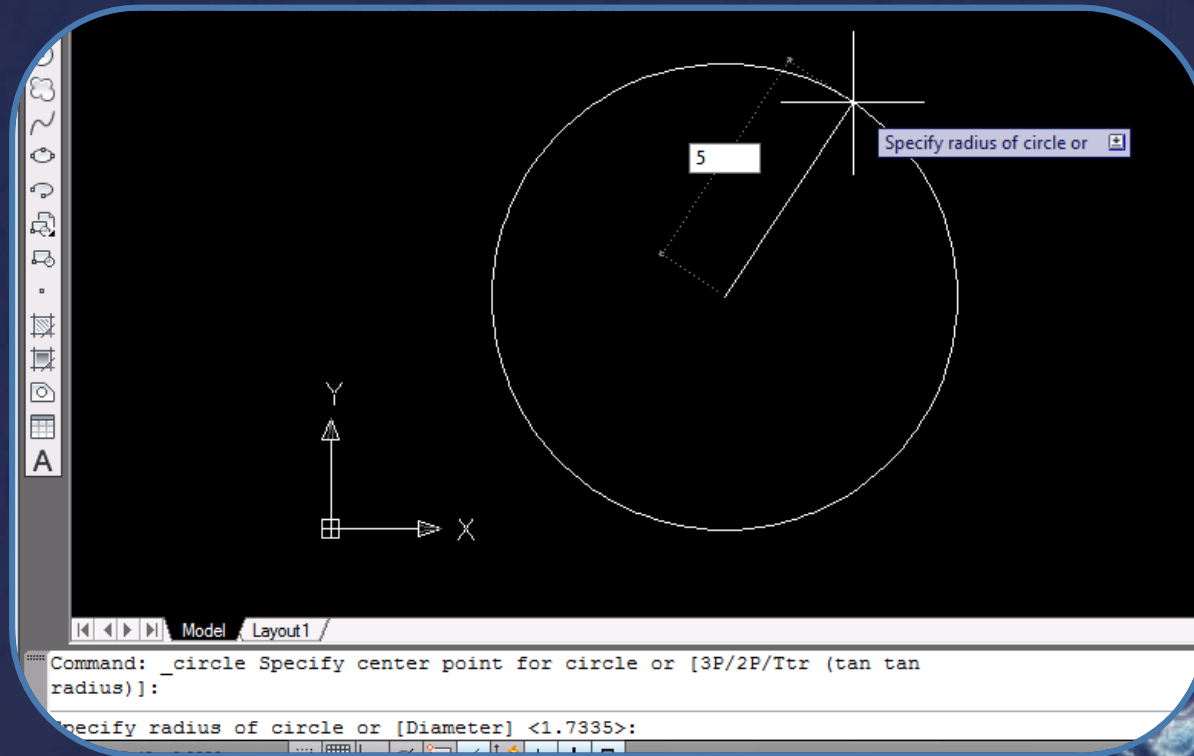 A
5
Specify radius of circle or
Y
X
Model Layout1
Command: _circle Specify center point for circle or [3P/2P/Ttr (tan tan
radius)]:
Specify radius of circle or [Diameter] <1.7335>: